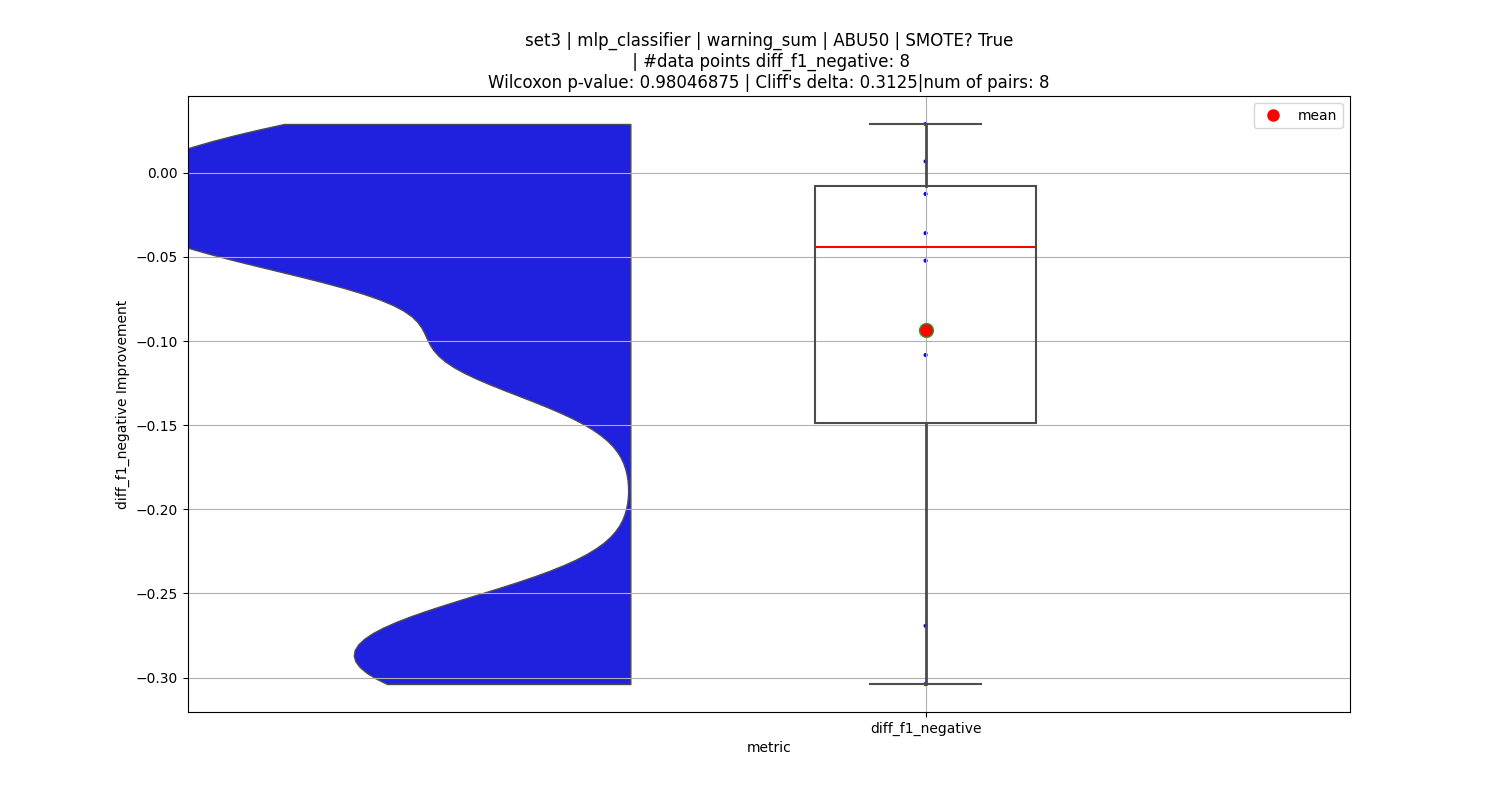 set3 | mlp_classifier | warning_sum | ABU50 | SMOTE? True
| #data points diff_f1_negative: 8
Wilcoxon p-value: 0.98046875 | Cliff's delta: 0.3125|num of pairs: 8
mean
0.00
−0.05
−0.10
−0.15
−0.20
−0.25
−0.30
diff_f1_negative Improvement
diff_f1_negative
metric